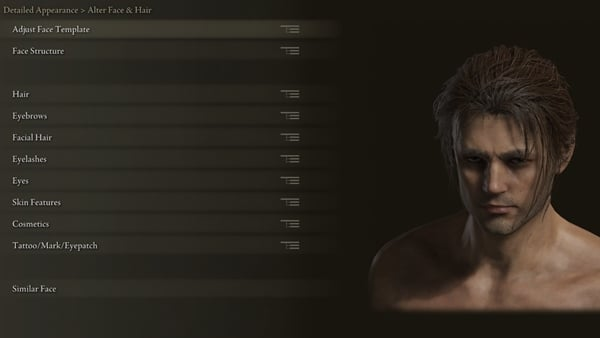 Detailed Appearance > Alter Face & Hair
Adjust Face Template
Face Structure
Hair
Eyebrows
Facial Hair
Eyelashes
Eyes
Skin Features
Cosmetics
Tattoo/Mark/Eyepatch
Similar Face